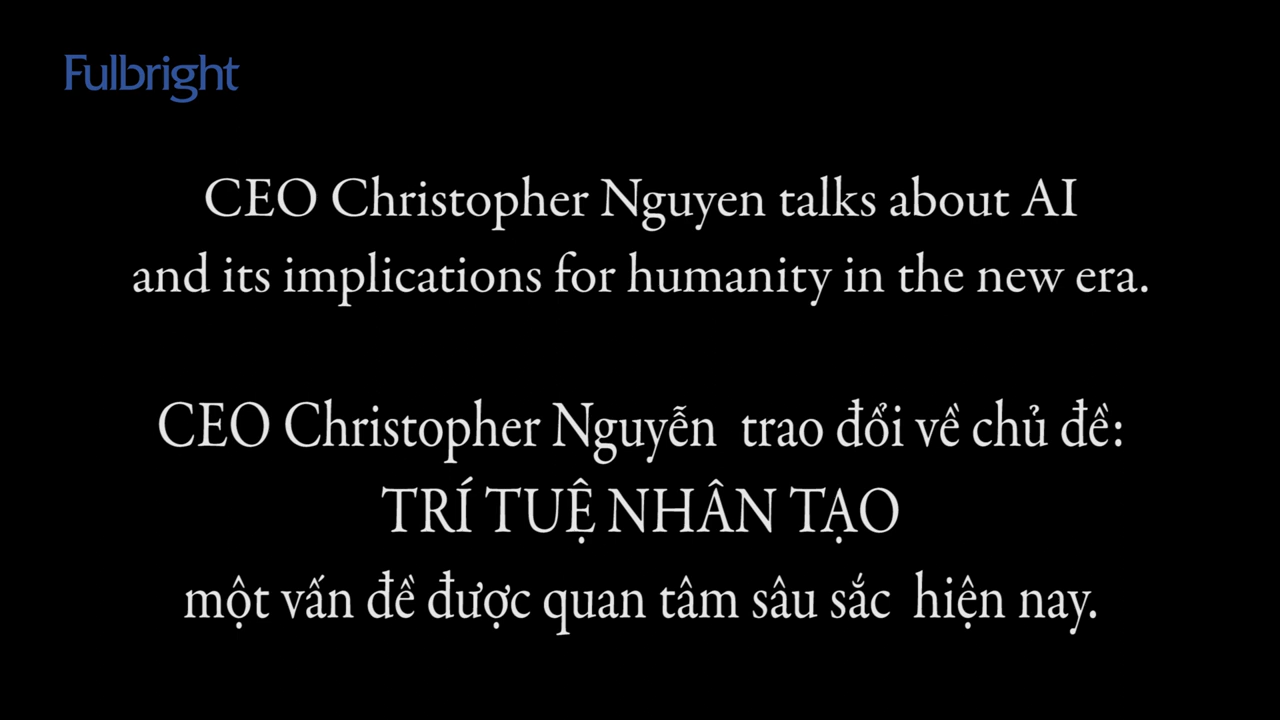 Fulbright
CEO Christopher Nguyen talks about AI
and its implications for humanity in the new era.
CEO Christopher Nguyễn trao đổi về chủ đề:
TRÍ TUỆ NHÂN TẠO
một vấn đề được quan tâm sâu sắc hiện nay.